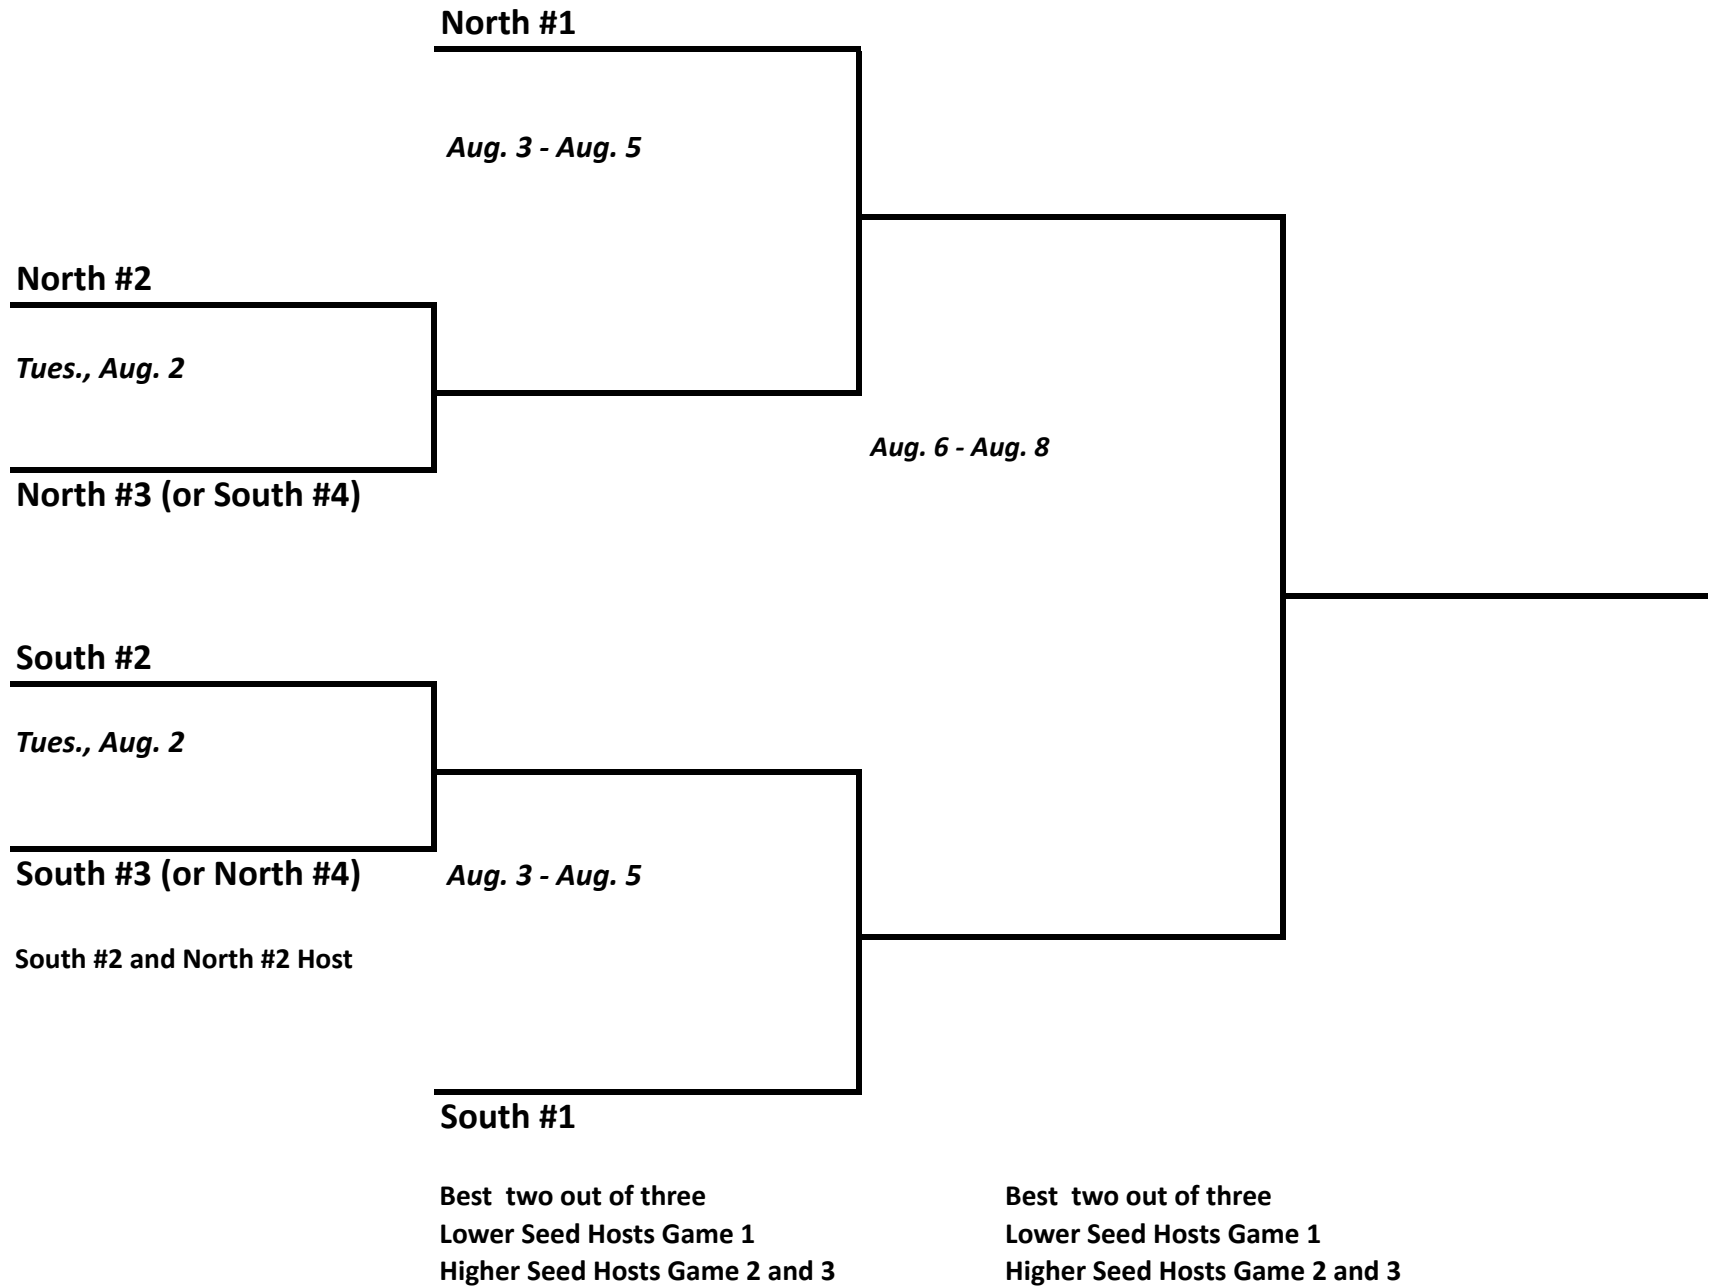 North #1
Aug. 3 - Aug. 5
North #2
Tues., Aug. 2
Aug. 6 - Aug. 8
North #3 (or South #4)
South #2
Tues., Aug. 2
South #3 (or North #4)
Aug. 3 - Aug. 5
South #2 and North #2 Host
South #1
Best two out of three
Lower Seed Hosts Game 1
Higher Seed Hosts Game 2 and 3
Best two out of three
Lower Seed Hosts Game 1
Higher Seed Hosts Game 2 and 3